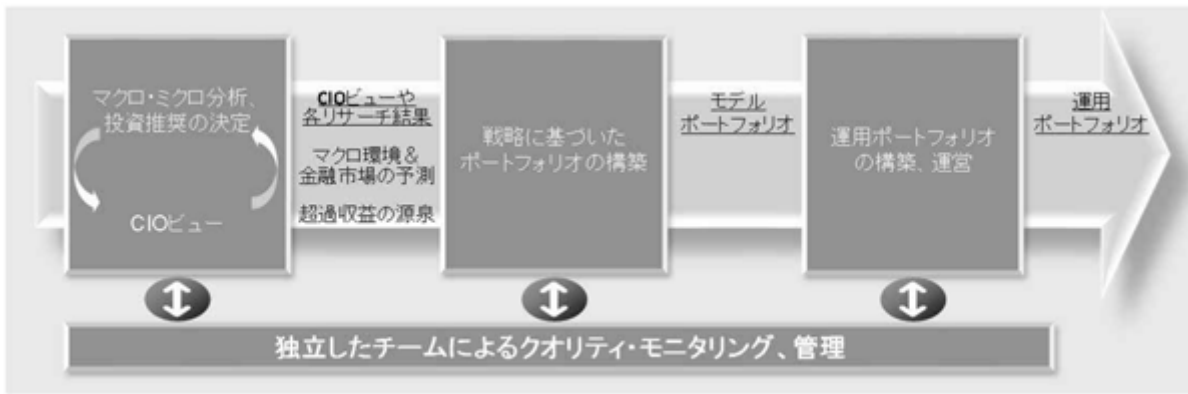 マクロ・ミクロ分析、
投資推奨の決定
CIOビュー
CIOビューや
各リサーチ結果
マクロ環境＆
金融市場の予測
超過収益の源泉
戦略に基づいた
ポートフォリオの構築
モデル
ポートフォリオ
運用ポートフォリオ
の構築、運営
運用
ポートフォリオ
独立したチームによるクオリティ・モニタリング、管理